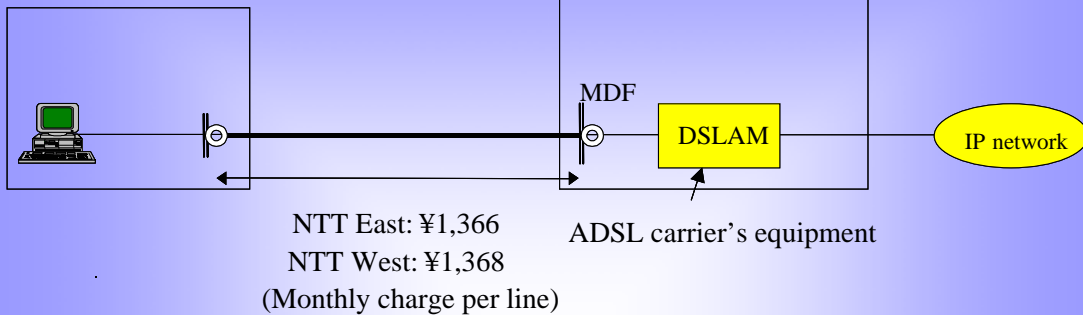 MDF
DSLAM
IP network
NTT East: ¥1,366
NTT West: ¥1,368
(Monthly charge per line)
ADSL carrier’s equipment